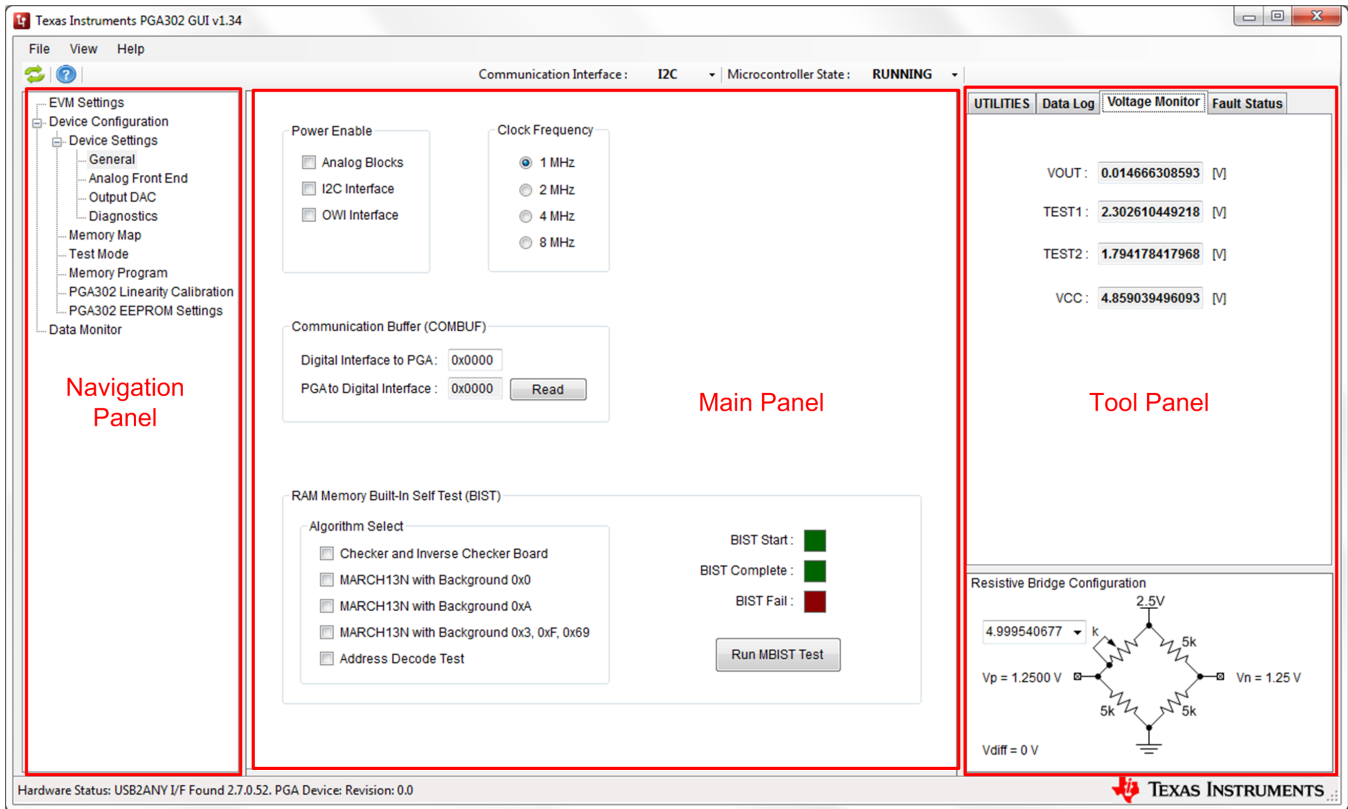 Texas Instruments PGA302 GUI v1.34
File View Help
Communication Interface : I2C Microcontroller State : RUNNING
EVM Settings
Device Configuration
Device Settings
General
Analog Front End
Output DAC
Diagnostics
Memory Map
Test Mode
Memory Program
PGA302 Linearity Calibration
PGA302 EEPROM Settings
Data Monitor
Navigation
Panel
Power Enable
Analog Blocks
I2C Interface
OWI Interface
Clock Frequency
1 MHz
2 MHz
4 MHz
8 MHz
Communication Buffer (COMBUF)
Digital Interface to PGA : 0x0000
PGA to Digital Interface : 0x0000 Read
Main Panel
RAM Memory Built-In Self Test (BIST)
Algorithm Select
Checker and Inverse Checker Board
MARCH13N with Background 0x0
MARCH13N with Background 0xA
MARCH13N with Background 0x3, 0xF, 0x69
Address Decode Test
BIST Start :
BIST Complete :
BIST Fail :
Run MBIST Test
UTILITIES Data Log Voltage Monitor Fault Status
VOUT : 0.014666308593 [V]
TEST1 : 2.302610449218 [V]
TEST2 : 1.794178417968 [V]
VCC : 4.859039496093 [V]
Tool Panel
Resistive Bridge Configuration
2.5V
4.999540677 k
5k
Vp = 1.2500 V Vn = 1.25 V
5k 5k
Vdiff = 0 V
Hardware Status: USB2ANY I/F Found 2.7.0.52. PGA Device: Revision: 0.0
TEXAS INSTRUMENTS